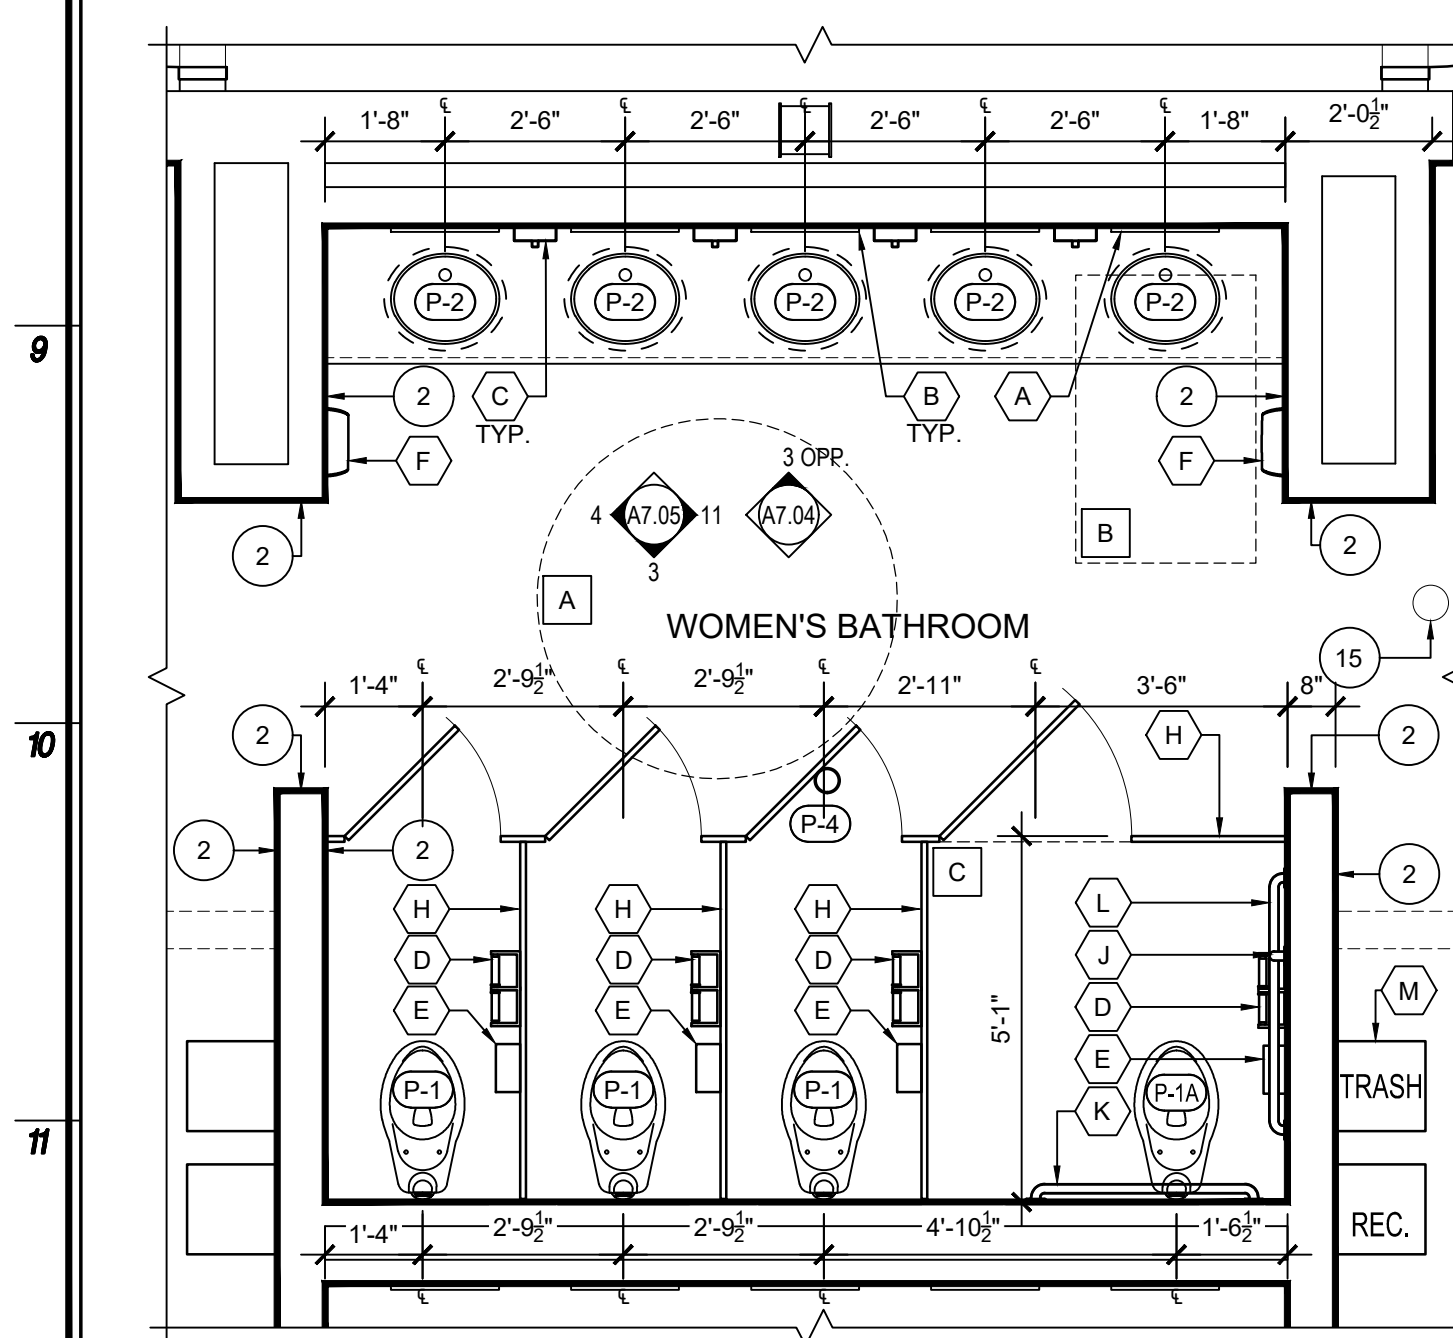 ℄ ℄ ℄ ℄ ℄
1'-8" 2'-6" 2'-6" 2'-6" 2'-6" 1'-8" 2'-0½"
P-2 P-2 P-2 P-2 P-2
9
2 C B A 2
TYP. TYP.
F F
3 OPP.
4 A7.05 11 A7.04
3
B
2 2
A
WOMEN'S BATHROOM
15
℄ ℄ ℄ ℄
1'-4" 2'-9½" 2'-9½" 2'-11" 3'-6" 8"
10
2 H 2
P-4
2 2
C 2
H H H L
D D D J
M
E E E D
5'-1"
E
P-1 P-1 P-1 P-1A TRASH
K
11
1'-4" 2'-9½" 2'-9½" 4'-10½" 1'-6½" REC.
℄ ℄ ℄ ℄